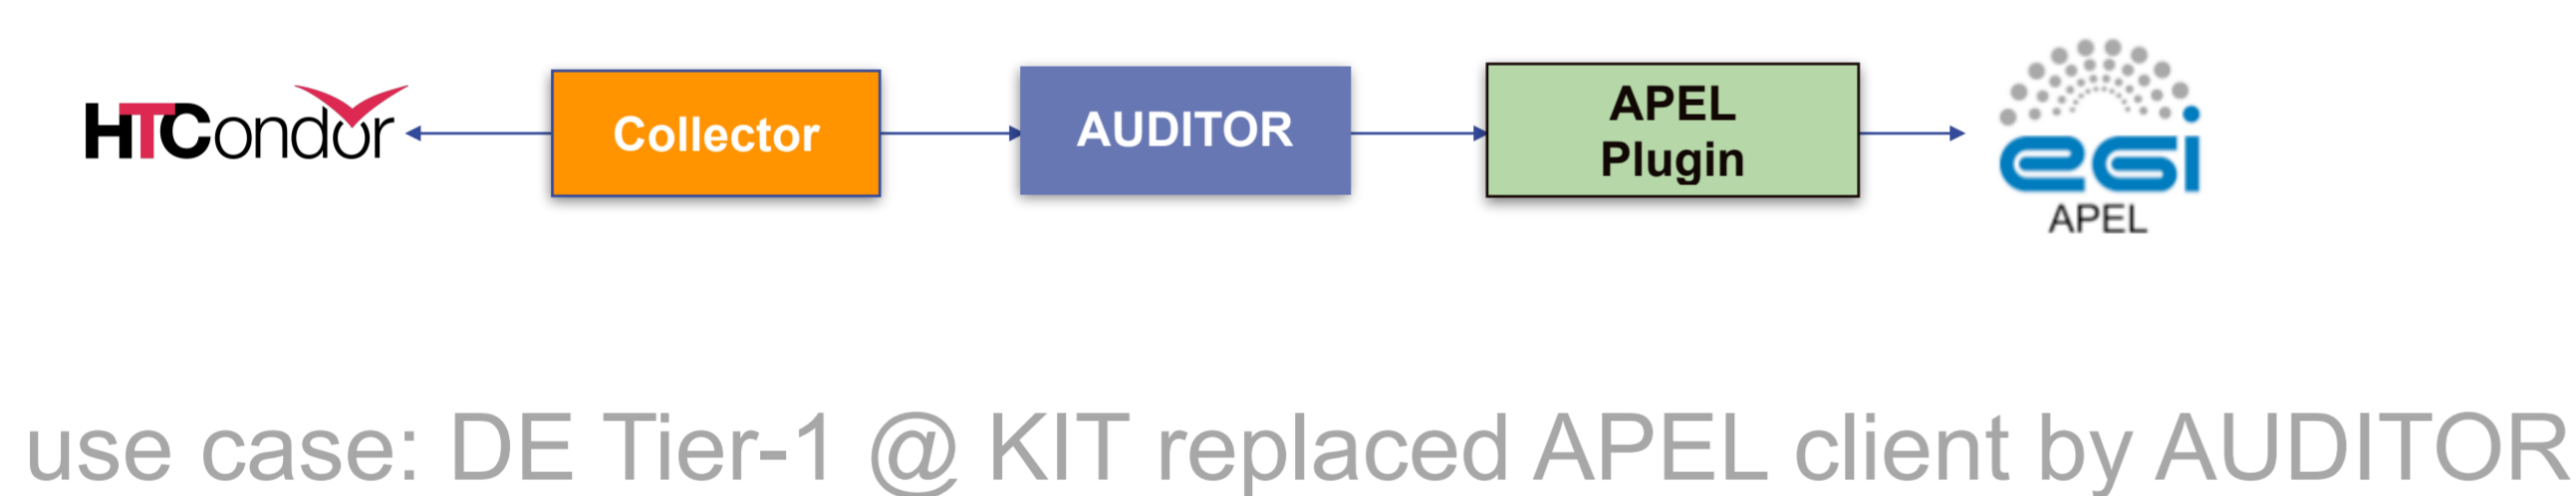 HTCondor
Collector
AUDITOR
APEL
Plugin
egi
APEL
use case: DE Tier-1 @ KIT replaced APEL client by AUDITOR